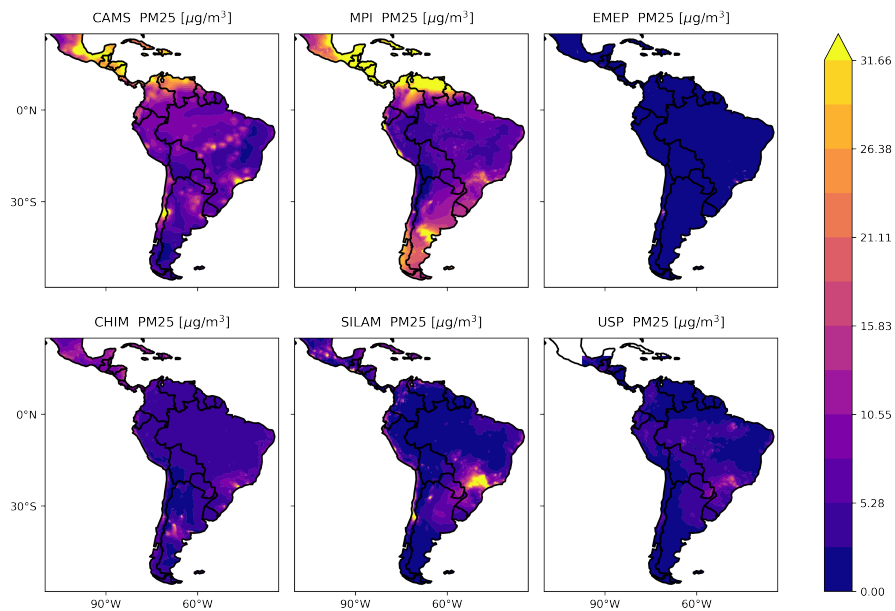 CAMS PM25 [μg/m³]
MPI PM25 [μg/m³]
EMEP PM25 [μg/m³]
0°N
30°S
31.66
26.38
21.11
15.83
10.55
5.28
0.00
CHIM PM25 [μg/m³]
SILAM PM25 [μg/m³]
USP PM25 [μg/m³]
0°N
30°S
90°W
60°W
90°W
60°W
90°W
60°W